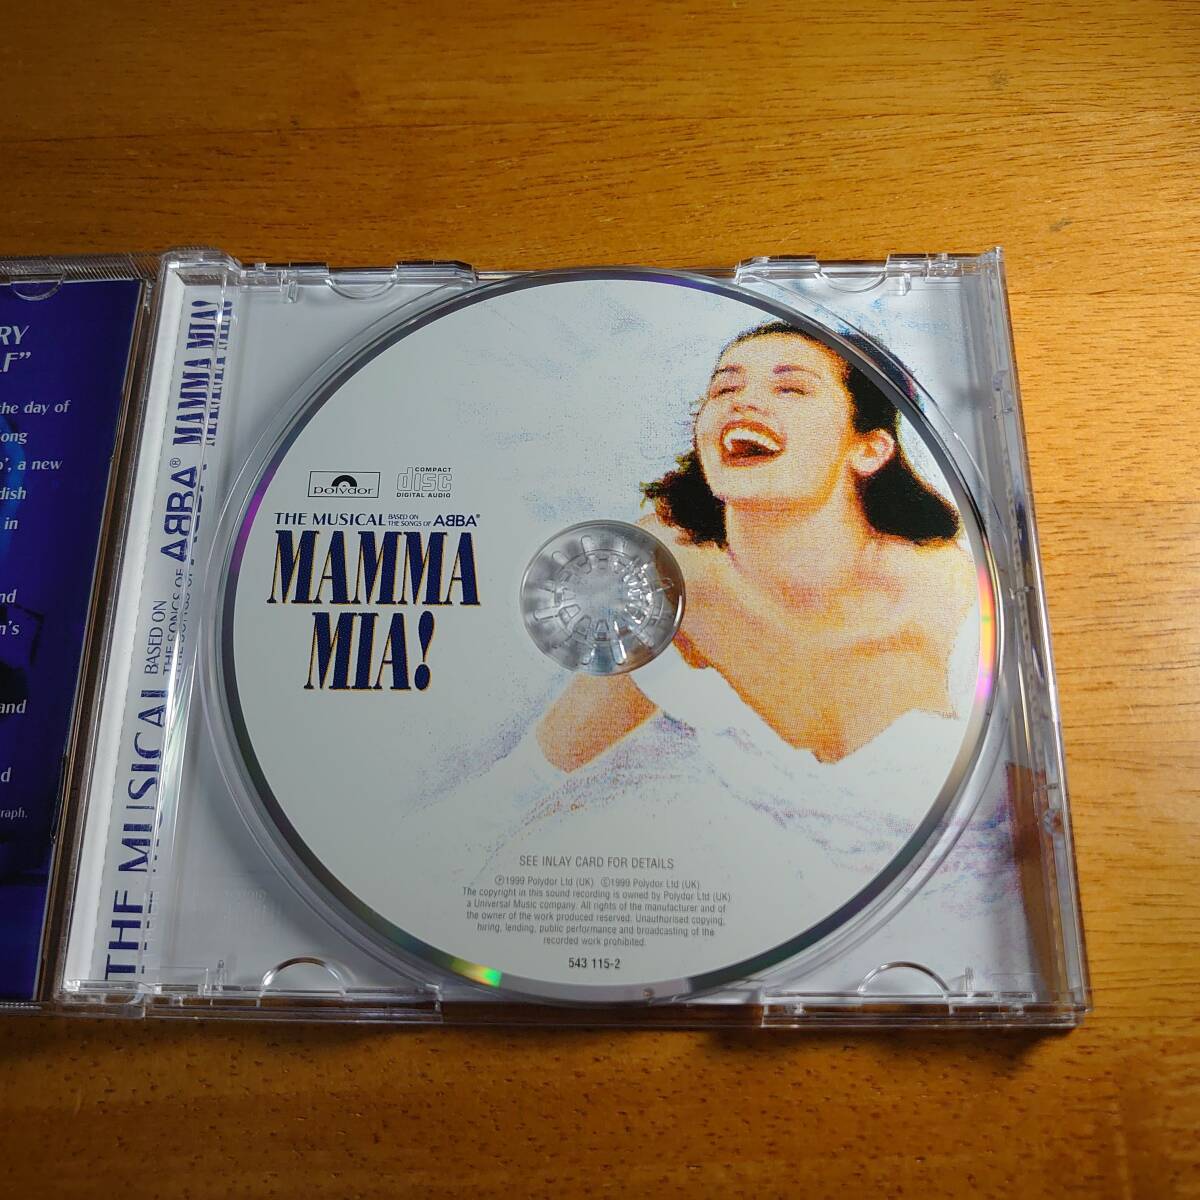 RY
LF”
the day of
ong
o’, a new
dish
in
nd
n’s
and
d
raph.
THE MUSICAL BASED ON THE SONGS OF ABBA® MAMMA MIA!
polydor
COMPACT
disc
DIGITAL AUDIO
THE MUSICAL BASED ON THE SONGS OF ABBA®
MAMMA
MIA!
SEE INLAY CARD FOR DETAILS
℗1999 Polydor Ltd (UK) ©1999 Polydor Ltd (UK)
The copyright in this sound recording is owned by Polydor Ltd (UK)
a Universal Music company. All rights of the manufacturer and of
the owner of the work produced reserved. Unauthorised copying,
hiring, lending, public performance and broadcasting of the
recorded work prohibited.
543 115-2